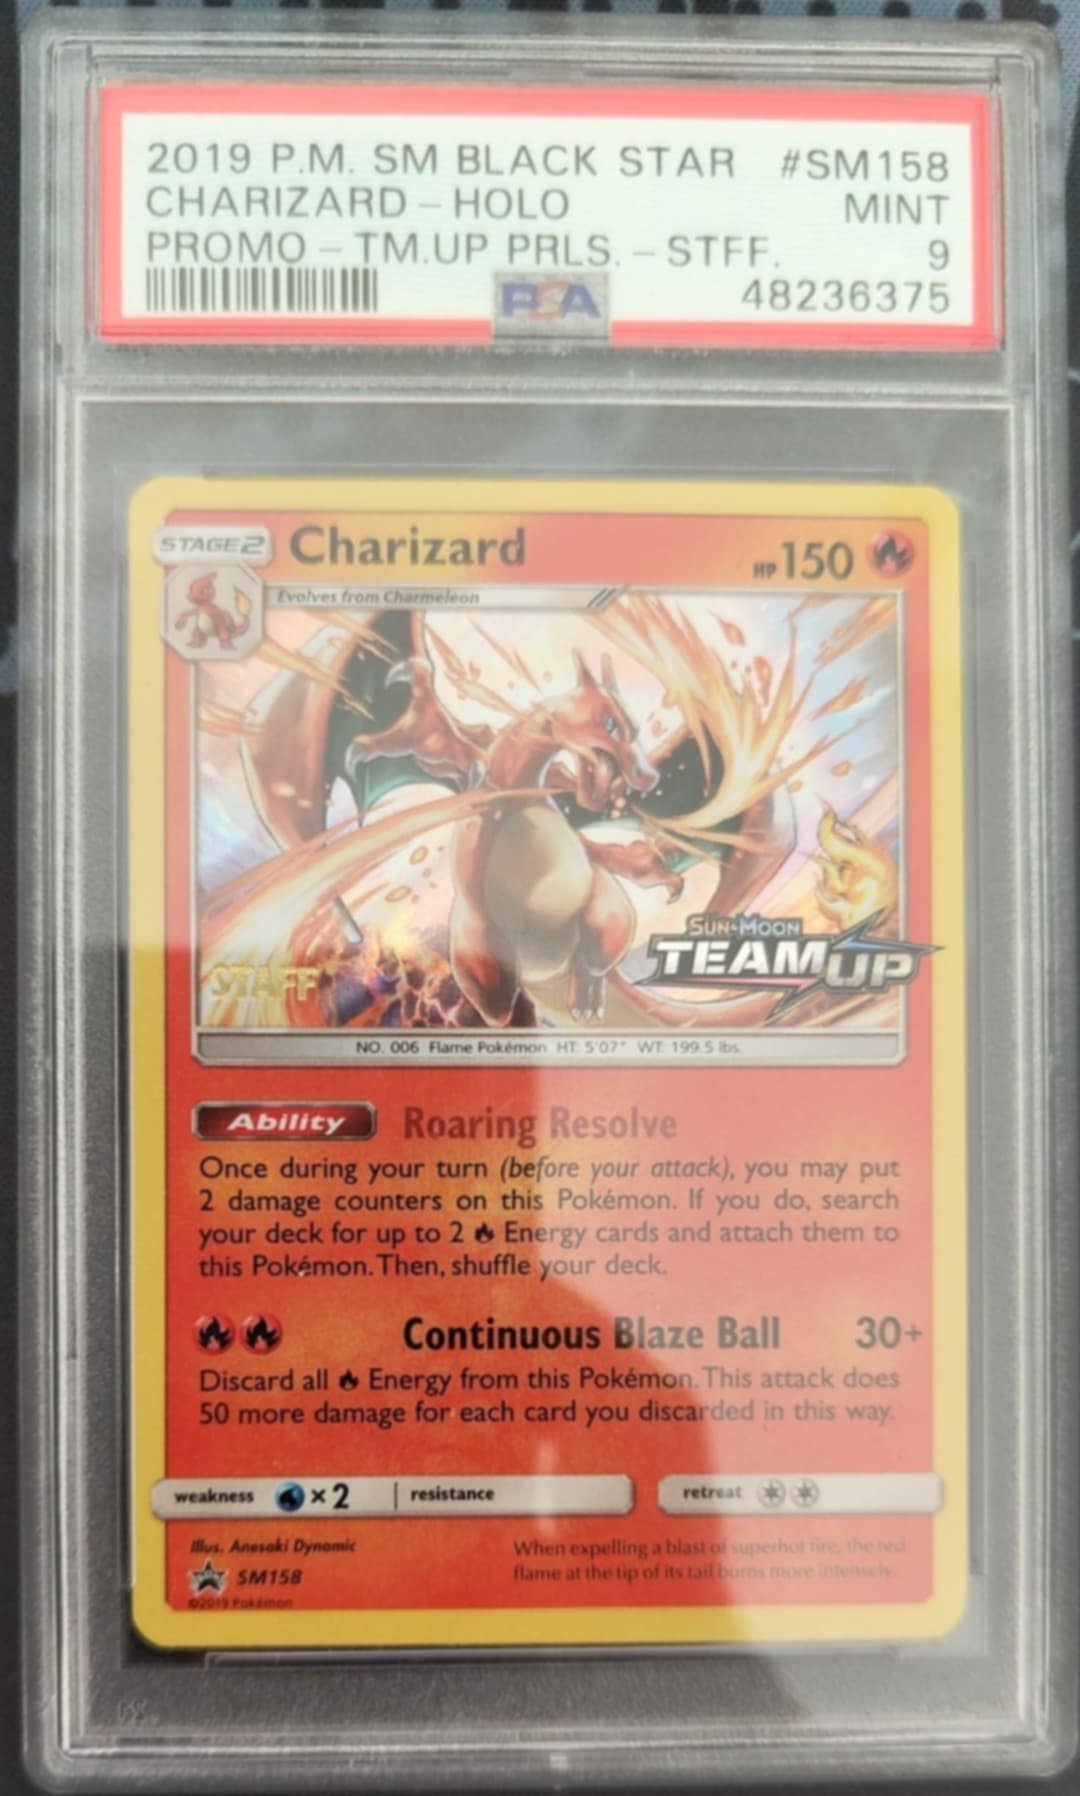 2019 P.M. SM BLACK STAR #SM158
CHARIZARD - HOLO MINT
PROMO - TM.UP PRLS. - STFF. 9
PSA 48236375
STAGE 2 Charizard HP 150
Evolves from Charmeleon
SUN & MOON
TEAM UP
STAFF
NO. 006 Flame Pokémon HT: 5'07" WT: 199.5 lbs.
Ability Roaring Resolve
Once during your turn (before your attack), you may put
2 damage counters on this Pokémon. If you do, search
your deck for up to 2 Energy cards and attach them to
this Pokémon. Then, shuffle your deck.
Continuous Blaze Ball 30+
Discard all Energy from this Pokémon. This attack does
50 more damage for each card you discarded in this way.
weakness ×2 resistance retreat
Illus. Anesaki Dynamic
SM158
©2019 Pokémon
When expelling a blast of superhot fire, the red
flame at the tip of its tail burns more intensely.